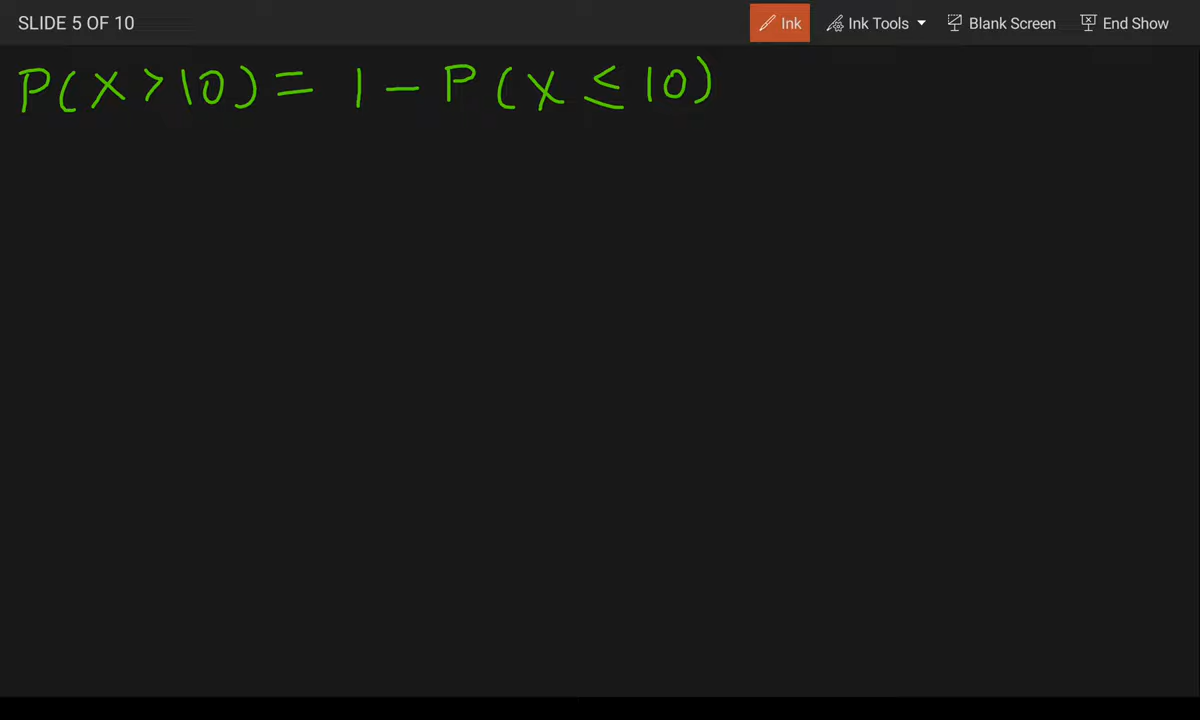 SLIDE 5 OF 10 Ink Ink Tools Blank Screen End Show
P(X>10) = 1 - P(X ≤ 10)